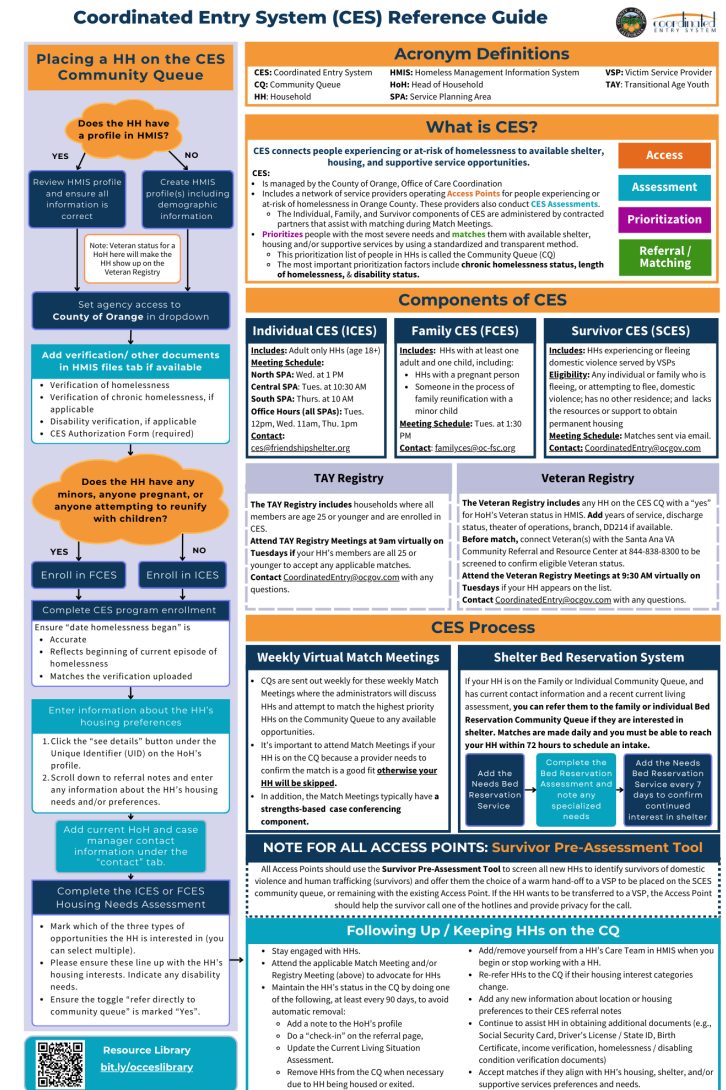 Coordinated Entry System (CES) Reference Guide
coordinated
ENTRY SYSTEM
Placing a HH on the CES
Community Queue
Does the HH have
a profile in HMIS?
YES
NO
Review HMIS profile
and ensure all
information is
correct
Create HMIS
profile(s) including
demographic
information
Note: Veteran status for a
HoH here will make the
HH show up on the
Veteran Registry
Set agency access to
County of Orange in dropdown
Add verification/ other documents
in HMIS files tab if available
• Verification of homelessness
• Verification of chronic homelessness, if
applicable
• Disability verification, if applicable
• CES Authorization Form (required)
Does the HH have any
minors, anyone pregnant, or
anyone attempting to reunify
with children?
YES
NO
Enroll in FCES
Enroll in ICES
Complete CES program enrollment
Ensure “date homelessness began” is
• Accurate
• Reflects beginning of current episode of
homelessness
• Matches the verification uploaded
Enter information about the HH’s
housing preferences
1. Click the “see details” button under the
Unique Identifier (UID) on the HoH’s
profile.
2. Scroll down to referral notes and enter
any information about the HH’s housing
needs and/or preferences.
Add current HoH and case
manager contact
information under the
“contact” tab.
Complete the ICES or FCES
Housing Needs Assessment
• Mark which of the three types of
opportunities the HH is interested in (you
can select multiple).
• Please ensure these line up with the HH’s
housing interests. Indicate any disability
needs.
• Ensure the toggle “refer directly to
community queue” is marked “Yes”.
Resource Library
bit.ly/occeslibrary
Acronym Definitions
CES: Coordinated Entry System
CQ: Community Queue
HH: Household
HMIS: Homeless Management Information System
HoH: Head of Household
SPA: Service Planning Area
VSP: Victim Service Provider
TAY: Transitional Age Youth
What is CES?
CES connects people experiencing or at-risk of homelessness to available shelter,
housing, and supportive service opportunities.
CES:
• Is managed by the County of Orange, Office of Care Coordination
• Includes a network of service providers operating Access Points for people experiencing or
at-risk of homelessness in Orange County. These providers also conduct CES Assessments.
○ The Individual, Family, and Survivor components of CES are administered by contracted
partners that assist with matching during Match Meetings.
• Prioritizes people with the most severe needs and matches them with available shelter,
housing and/or supportive services by using a standardized and transparent method.
○ This prioritization list of people in HHs is called the Community Queue (CQ)
○ The most important prioritization factors include chronic homelessness status, length
of homelessness, & disability status.
Access
Assessment
Prioritization
Referral /
Matching
Components of CES
Individual CES (ICES)
Includes: Adult only HHs (age 18+)
Meeting Schedule:
North SPA: Wed. at 1 PM
Central SPA: Tues. at 10:30 AM
South SPA: Thurs. at 10 AM
Office Hours (all SPAs): Tues.
12pm, Wed. 11am, Thu. 1pm
Contact:
ces@friendshipshelter.org
Family CES (FCES)
Includes: HHs with at least one
adult and one child, including:
• HHs with a pregnant person
• Someone in the process of
family reunification with a
minor child
Meeting Schedule: Tues. at 1:30
PM
Contact: familyces@oc-fsc.org
Survivor CES (SCES)
Includes: HHs experiencing or fleeing
domestic violence served by VSPs
Eligibility: Any individual or family who is
fleeing, or attempting to flee, domestic
violence; has no other residence; and lacks
the resources or support to obtain
permanent housing
Meeting Schedule: Matches sent via email.
Contact: CoordinatedEntry@ocgov.com
TAY Registry
The TAY Registry includes households where all
members are age 25 or younger and are enrolled in
CES.
Attend TAY Registry Meetings at 9am virtually on
Tuesdays if your HH’s members are all 25 or
younger to accept any applicable matches.
Contact CoordinatedEntry@ocgov.com with any
questions.
Veteran Registry
The Veteran Registry includes any HH on the CES CQ with a “yes”
for HoH’s Veteran status in HMIS. Add years of service, discharge
status, theater of operations, branch, DD214 if available.
Before match, connect Veteran(s) with the Santa Ana VA
Community Referral and Resource Center at 844-838-8300 to be
screened to confirm eligible Veteran status.
Attend the Veteran Registry Meetings at 9:30 AM virtually on
Tuesdays if your HH appears on the list.
Contact CoordinatedEntry@ocgov.com with any questions.
CES Process
Weekly Virtual Match Meetings
• CQs are sent out weekly for these weekly Match
Meetings where the administrators will discuss
HHs and attempt to match the highest priority
HHs on the Community Queue to any available
opportunities.
• It’s important to attend Match Meetings if your
HH is on the CQ because a provider needs to
confirm the match is a good fit otherwise your
HH will be skipped.
• In addition, the Match Meetings typically have a
strengths-based case conferencing
component.
Shelter Bed Reservation System
If your HH is on the Family or Individual Community Queue, and
has current contact information and a recent current living
assessment, you can refer them to the family or individual Bed
Reservation Community Queue if they are interested in
shelter. Matches are made daily and you must be able to reach
your HH within 72 hours to schedule an intake.
Add the
Needs Bed
Reservation
Service
Complete the
Bed Reservation
Assessment and
note any
specialized
needs
Add the Needs
Bed Reservation
Service every 7
days to confirm
continued
interest in shelter
NOTE FOR ALL ACCESS POINTS: Survivor Pre-Assessment Tool
All Access Points should use the Survivor Pre-Assessment Tool to screen all new HHs to identify survivors of domestic
violence and human trafficking (survivors) and offer them the choice of a warm hand-off to a VSP to be placed on the SCES
community queue, or remaining with the existing Access Point. If the HH wants to be transferred to a VSP, the Access Point
should help the survivor call one of the hotlines and provide privacy for the call.
Following Up / Keeping HHs on the CQ
• Stay engaged with HHs.
• Attend the applicable Match Meeting and/or
Registry Meeting (above) to advocate for HHs
• Maintain the HH’s status in the CQ by doing one
of the following, at least every 90 days, to avoid
automatic removal:
○ Add a note to the HoH’s profile
○ Do a “check-in” on the referral page,
○ Update the Current Living Situation
Assessment.
○ Remove HHs from the CQ when necessary
due to HH being housed or exited.
• Add/remove yourself from a HH’s Care Team in HMIS when you
begin or stop working with a HH.
• Re-refer HHs to the CQ if their housing interest categories
change.
• Add any new information about location or housing
preferences to their CES referral notes
• Continue to assist HH in obtaining additional documents (e.g.,
Social Security Card, Driver’s License / State ID, Birth
Certificate, income verification, homelessness / disabling
condition verification documents)
• Accept matches if they align with HH’s housing, shelter, and/or
supportive services preferences and needs.